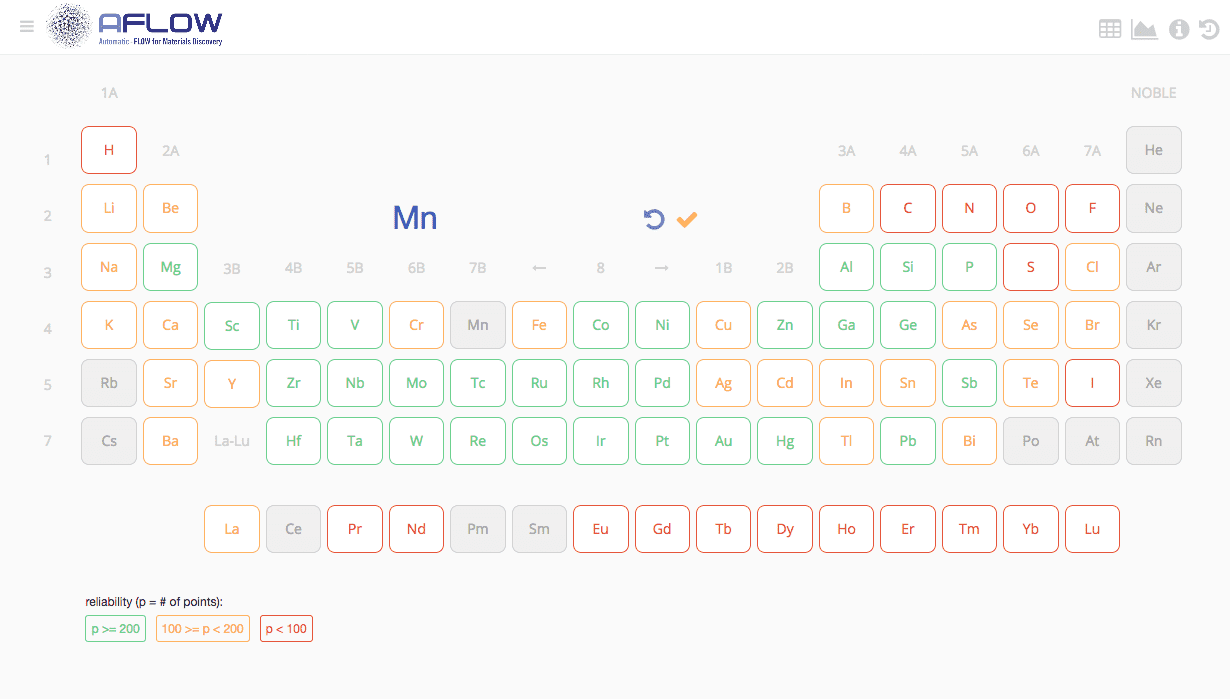 AFLOW
Automatic - FLOW for Materials Discovery
1A NOBLE
1 H 2A 3A 4A 5A 6A 7A He
2 Li Be Mn B C N O F Ne
3 Na Mg 3B 4B 5B 6B 7B ← 8 → 1B 2B Al Si P S Cl Ar
4 K Ca Sc Ti V Cr Mn Fe Co Ni Cu Zn Ga Ge As Se Br Kr
5 Rb Sr Y Zr Nb Mo Tc Ru Rh Pd Ag Cd In Sn Sb Te I Xe
7 Cs Ba La-Lu Hf Ta W Re Os Ir Pt Au Hg Tl Pb Bi Po At Rn
La Ce Pr Nd Pm Sm Eu Gd Tb Dy Ho Er Tm Yb Lu
reliability (p = # of points):
p >= 200 100 >= p < 200 p < 100